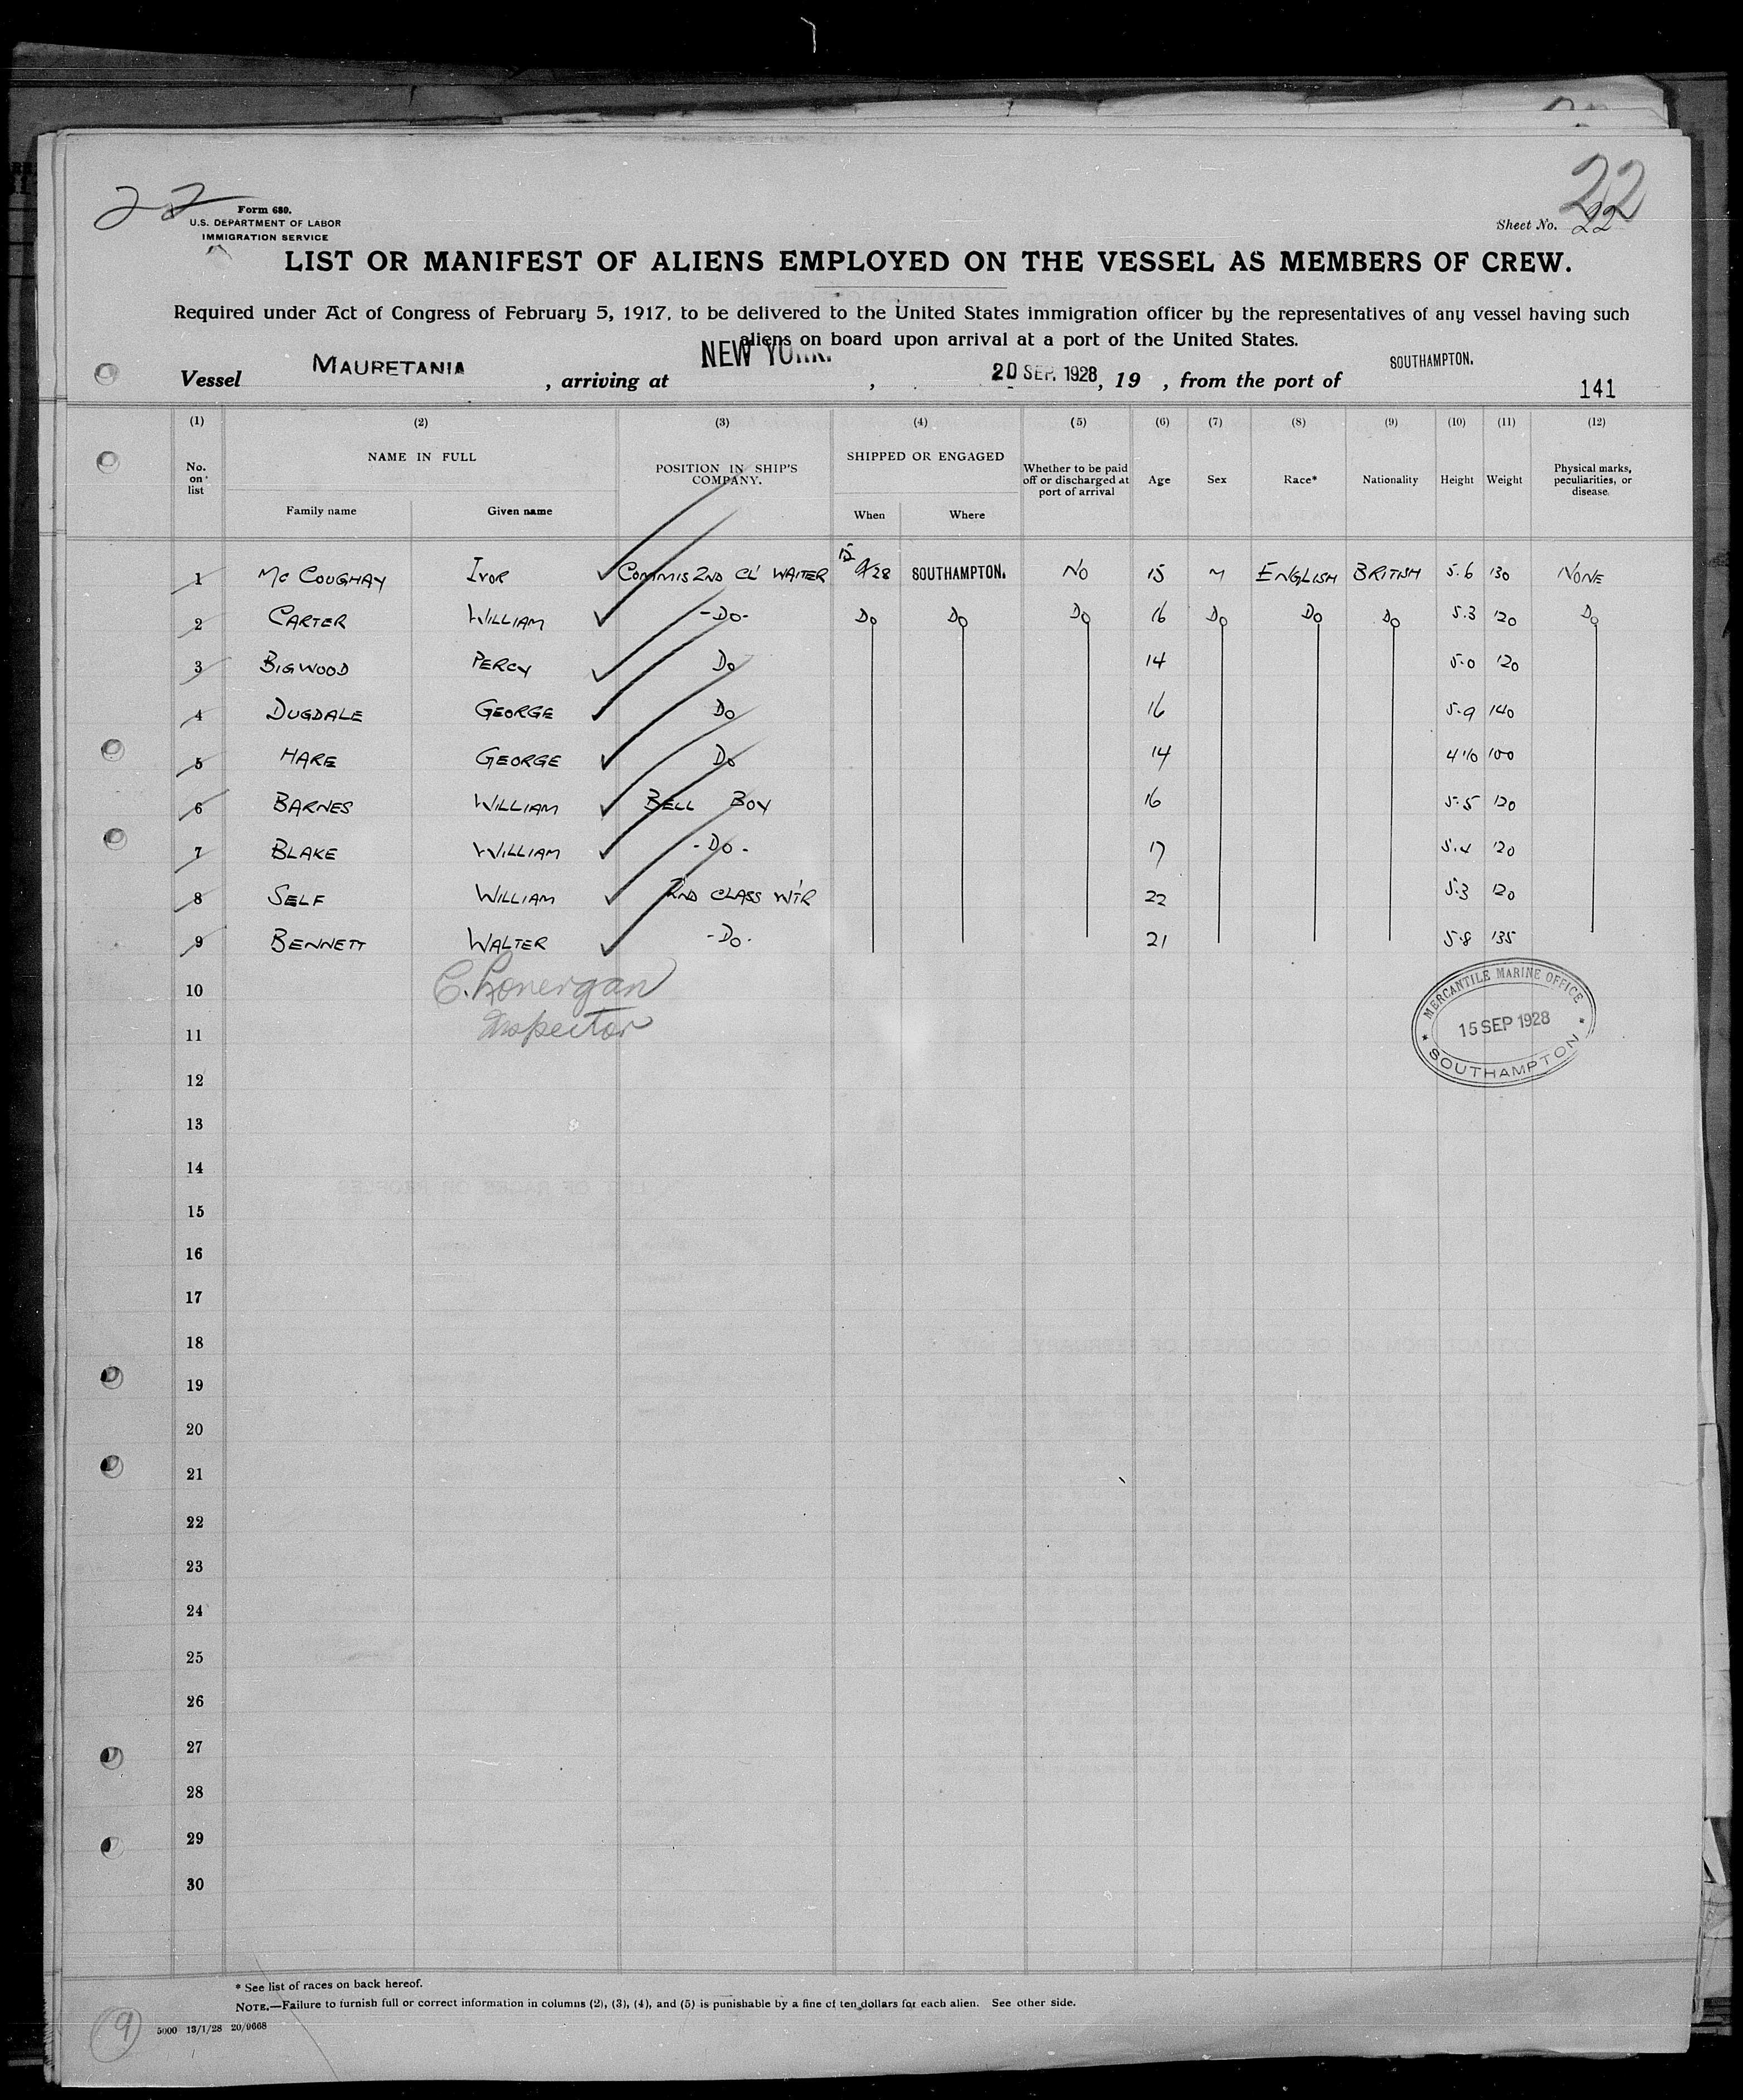 22
Form 680.
U.S. DEPARTMENT OF LABOR
IMMIGRATION SERVICE
22
Sheet No. 22
LIST OR MANIFEST OF ALIENS EMPLOYED ON THE VESSEL AS MEMBERS OF CREW.
Required under Act of Congress of February 5, 1917, to be delivered to the United States immigration officer by the representatives of any vessel having such
aliens on board upon arrival at a port of the United States.
Vessel MAURETANIA, arriving at NEW YORK., 20 SEP. 1928, 19 , from the port of SOUTHAMPTON.
141
(1) (2) (3) (4) (5) (6) (7) (8) (9) (10) (11) (12)
No. on list NAME IN FULL Family name Given name POSITION IN SHIP'S COMPANY. SHIPPED OR ENGAGED When Where Whether to be paid off or discharged at port of arrival Age Sex Race* Nationality Height Weight Physical marks, peculiarities, or disease.
1 Mc COUGHAY IVOR COMMIS 2ND CL' WAITER 15/9/28 SOUTHAMPTON. NO 15 M ENGLISH BRITISH 5.6 130 NONE
2 CARTER WILLIAM -DO- DO DO DO 16 DO DO DO 5.3 120 DO
3 BIGWOOD PERCY DO 14 5.0 120
4 DUGDALE GEORGE DO 16 5.9 140
5 HARE GEORGE DO 14 4'10 100
6 BARNES WILLIAM BELL BOY 16 5.5 120
7 BLAKE WILLIAM -DO- 17 5.4 120
8 SELF WILLIAM 2ND CLASS WTR 22 5.3 120
9 BENNETT WALTER -DO- 21 5.8 135
10
C. Lonergan
Inspector
11
MERCANTILE MARINE OFFICE
15 SEP 1928
SOUTHAMPTON
12
13
14
15
16
17
18
19
20
21
22
23
24
25
26
27
28
29
30
* See list of races on back hereof.
NOTE.—Failure to furnish full or correct information in columns (2), (3), (4), and (5) is punishable by a fine of ten dollars for each alien. See other side.
9
5000 13/1/28 20/9668